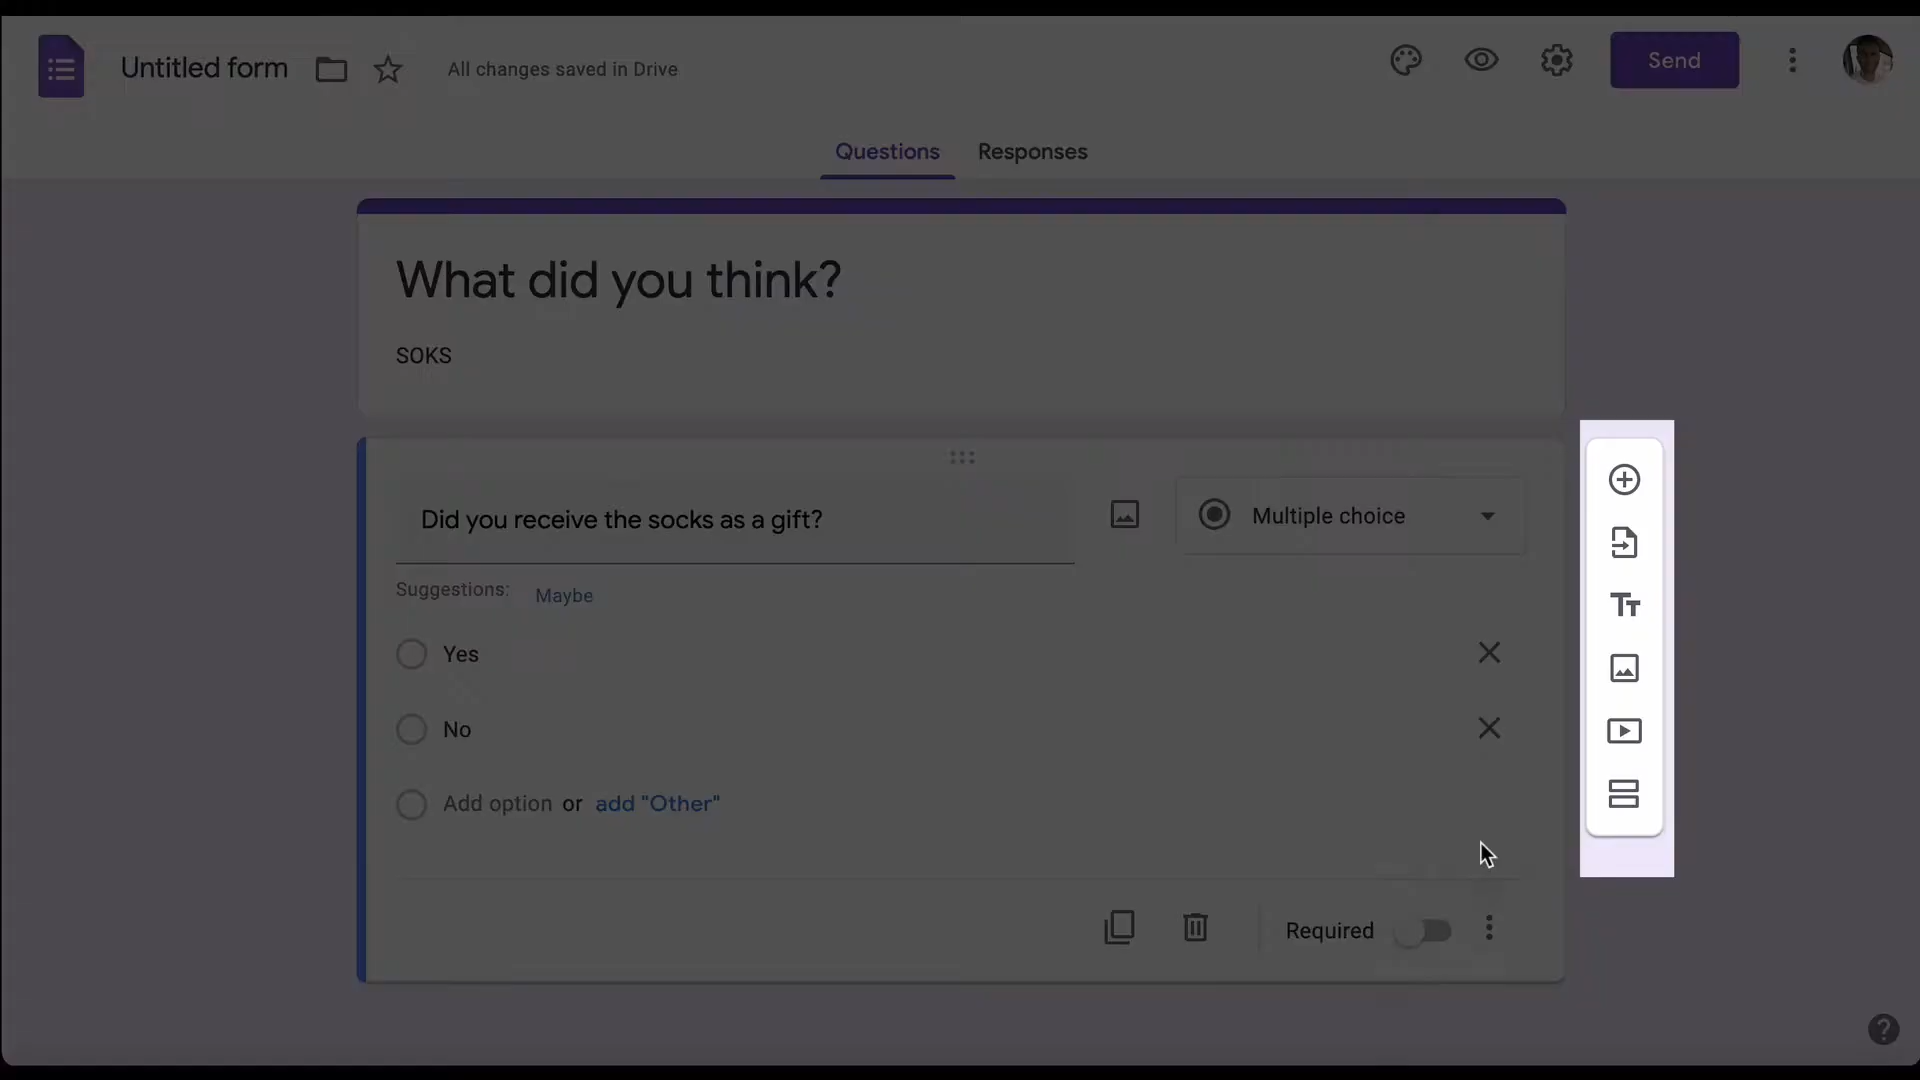 Untitled form
All changes saved in Drive
Send
Questions Responses
What did you think?
SOKS
Did you receive the socks as a gift?
Multiple choice
Suggestions: Maybe
Yes
No
Add option or add "Other"
Required